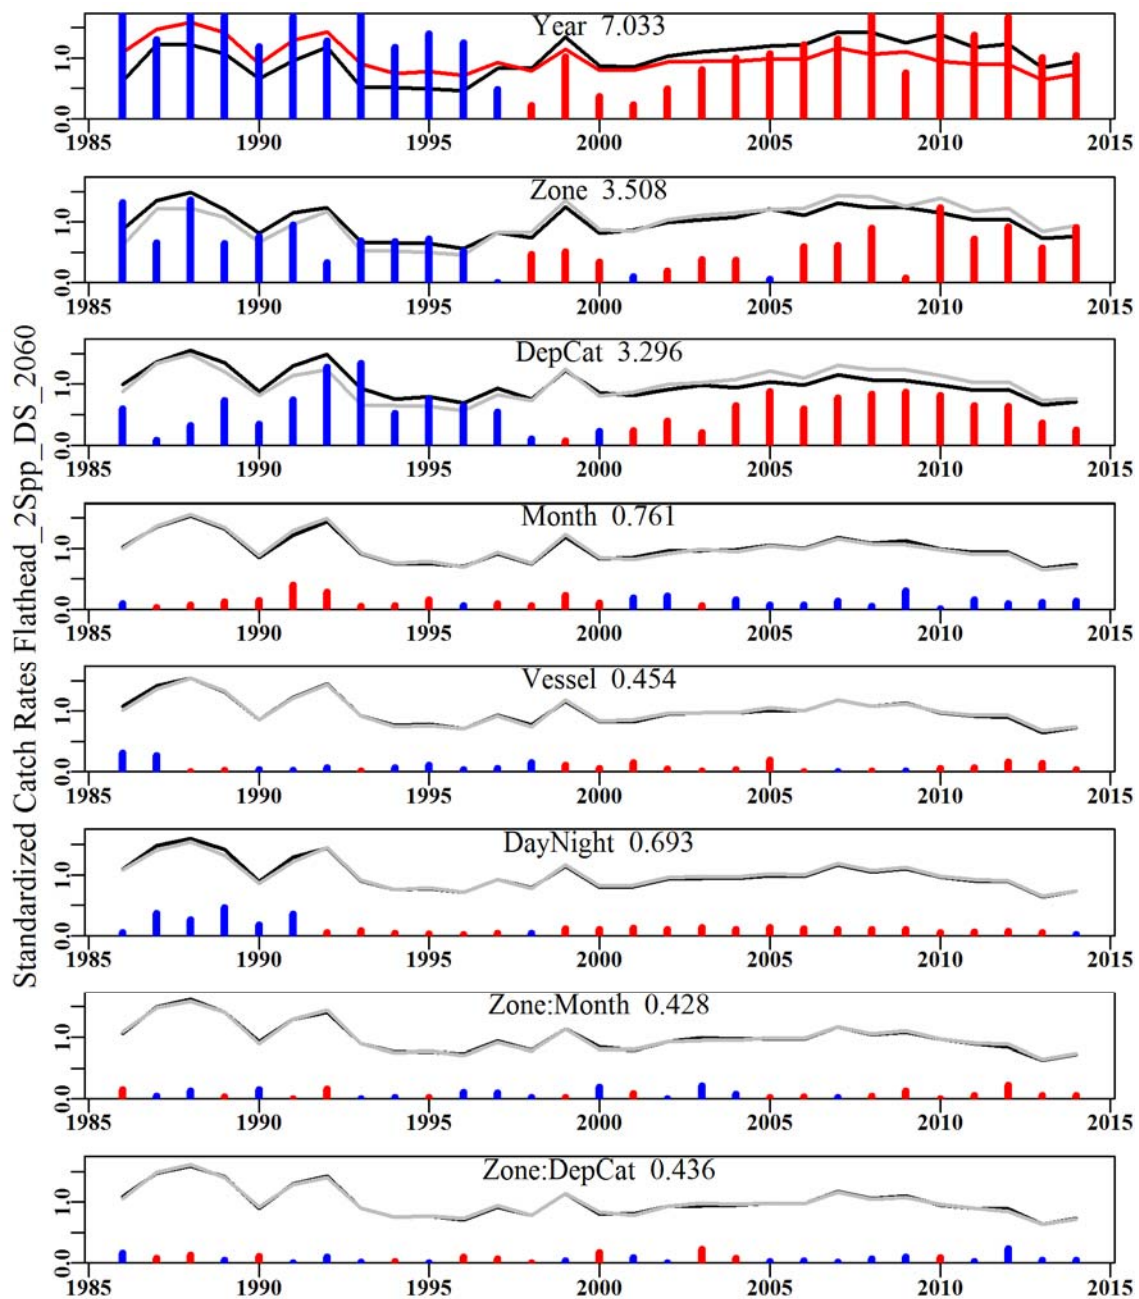 Standardized Catch Rates Flathead_2Spp_DS_2060
Year 7.033
0.0 1.0
1985 1990 1995 2000 2005 2010 2015
Zone 3.508
0.0 1.0
1985 1990 1995 2000 2005 2010 2015
DepCat 3.296
0.0 1.0
1985 1990 1995 2000 2005 2010 2015
Month 0.761
0.0 1.0
1985 1990 1995 2000 2005 2010 2015
Vessel 0.454
0.0 1.0
1985 1990 1995 2000 2005 2010 2015
DayNight 0.693
0.0 1.0
1985 1990 1995 2000 2005 2010 2015
Zone:Month 0.428
0.0 1.0
1985 1990 1995 2000 2005 2010 2015
Zone:DepCat 0.436
0.0 1.0
1985 1990 1995 2000 2005 2010 2015